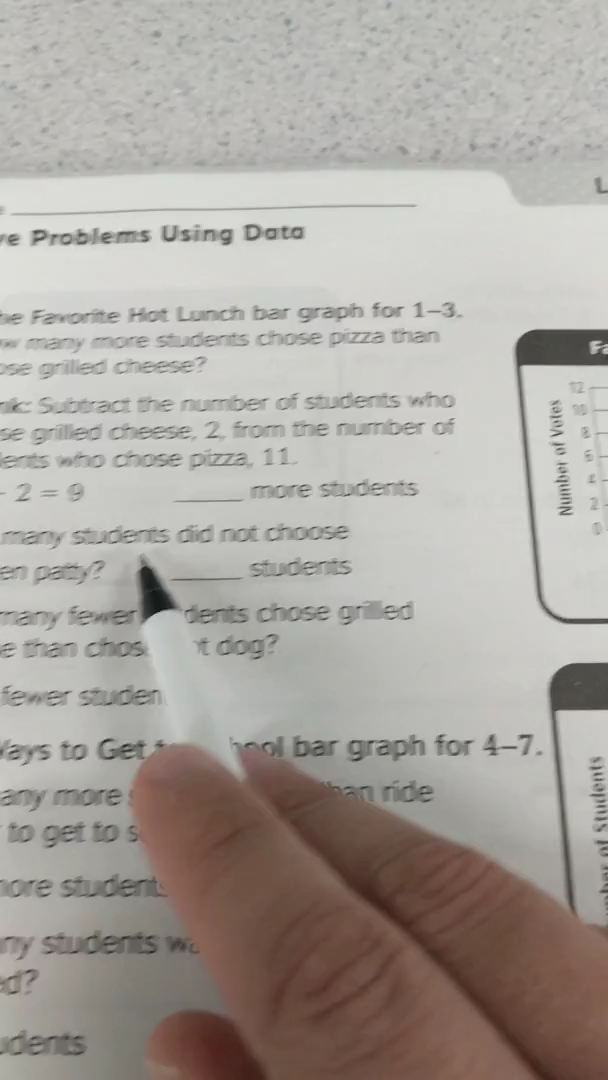 L
ve Problems Using Data
he Favorite Hot Lunch bar graph for 1–3.
w many more students chose pizza than
ose grilled cheese?
nk: Subtract the number of students who
se grilled cheese, 2, from the number of
ents who chose pizza, 11.
- 2 = 9 ______ more students
many students did not choose
en patty? ______ students
many fewer dents chose grilled
e than chos t dog?
fewer studen
Ways to Get hool bar graph for 4–7.
any more han ride
to get to s
more students
ny students wa
ed?
udents
Fa
Number of Votes
12
10
8
6
4
2
0
ber of Students